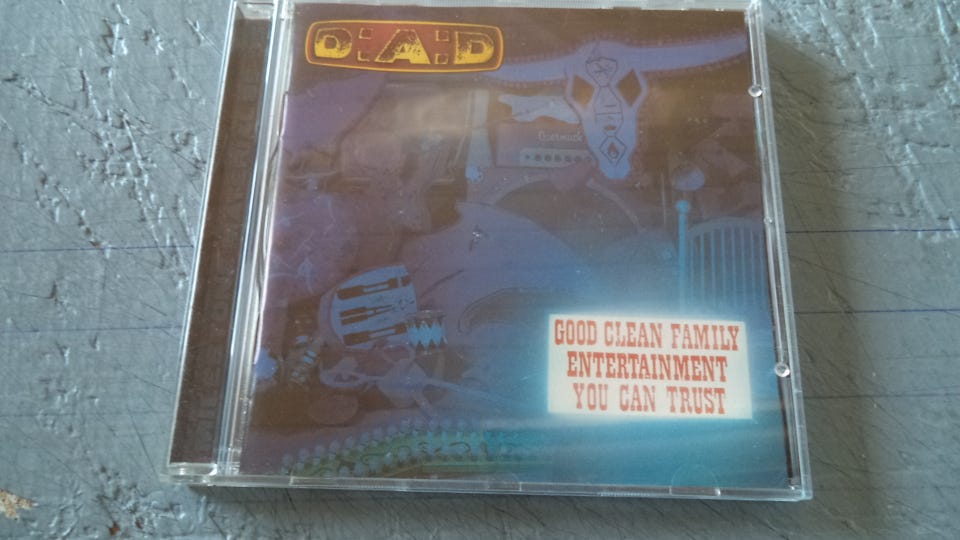 D:A:D
GOOD CLEAN FAMILY
ENTERTAINMENT
YOU CAN TRUST